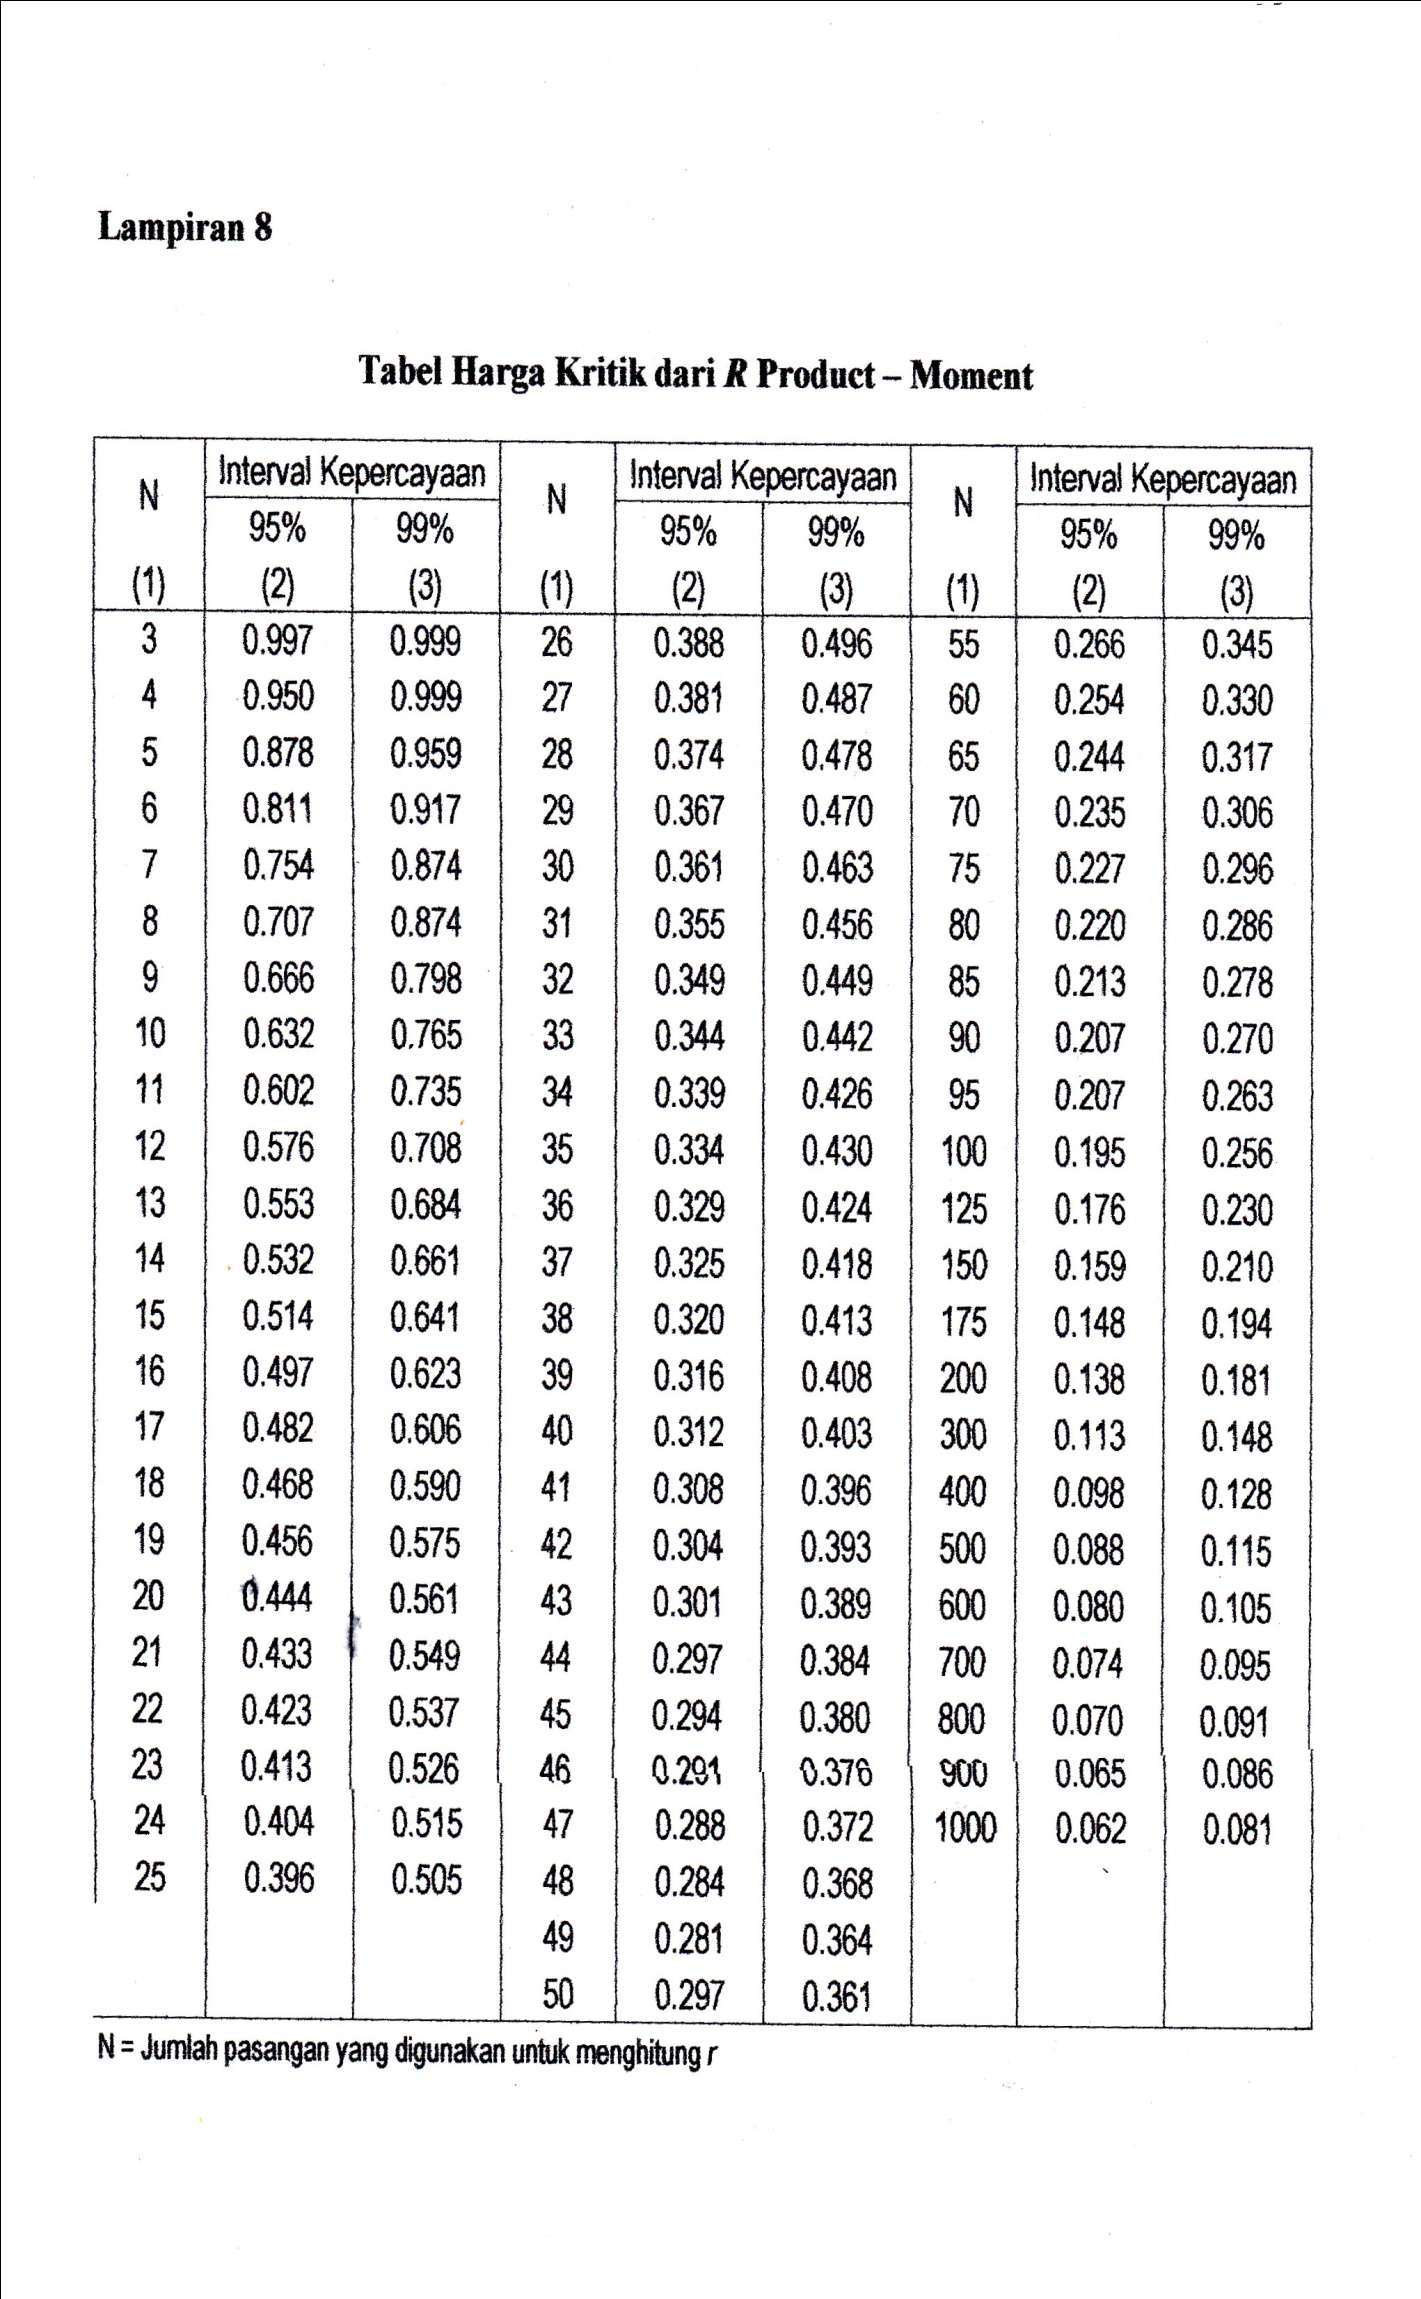 Lampiran 8
Tabel Harga Kritik dari R Product – Moment
N Interval Kepercayaan N Interval Kepercayaan N Interval Kepercayaan
95% 99% 95% 99% 95% 99%
(1) (2) (3) (1) (2) (3) (1) (2) (3)
3 0.997 0.999 26 0.388 0.496 55 0.266 0.345
4 0.950 0.999 27 0.381 0.487 60 0.254 0.330
5 0.878 0.959 28 0.374 0.478 65 0.244 0.317
6 0.811 0.917 29 0.367 0.470 70 0.235 0.306
7 0.754 0.874 30 0.361 0.463 75 0.227 0.296
8 0.707 0.874 31 0.355 0.456 80 0.220 0.286
9 0.666 0.798 32 0.349 0.449 85 0.213 0.278
10 0.632 0.765 33 0.344 0.442 90 0.207 0.270
11 0.602 0.735 34 0.339 0.426 95 0.207 0.263
12 0.576 0.708 35 0.334 0.430 100 0.195 0.256
13 0.553 0.684 36 0.329 0.424 125 0.176 0.230
14 0.532 0.661 37 0.325 0.418 150 0.159 0.210
15 0.514 0.641 38 0.320 0.413 175 0.148 0.194
16 0.497 0.623 39 0.316 0.408 200 0.138 0.181
17 0.482 0.606 40 0.312 0.403 300 0.113 0.148
18 0.468 0.590 41 0.308 0.396 400 0.098 0.128
19 0.456 0.575 42 0.304 0.393 500 0.088 0.115
20 0.444 0.561 43 0.301 0.389 600 0.080 0.105
21 0.433 0.549 44 0.297 0.384 700 0.074 0.095
22 0.423 0.537 45 0.294 0.380 800 0.070 0.091
23 0.413 0.526 46 0.291 0.376 900 0.065 0.086
24 0.404 0.515 47 0.288 0.372 1000 0.062 0.081
25 0.396 0.505 48 0.284 0.368
49 0.281 0.364
50 0.297 0.361
N = Jumlah pasangan yang digunakan untuk menghitung r